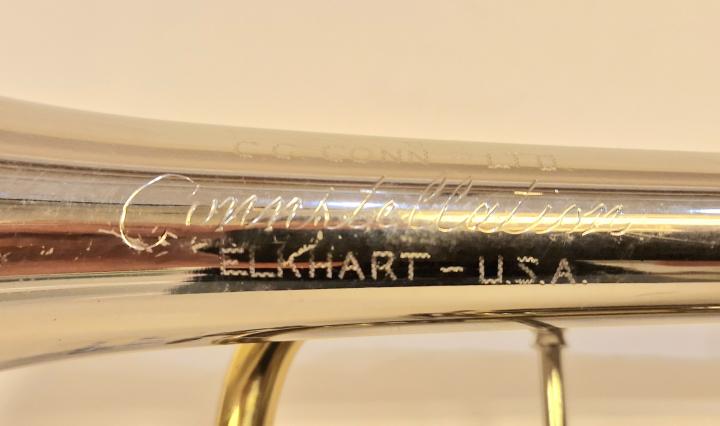 C.G. CONN LTD.
Connstellation
ELKHART - U.S.A.